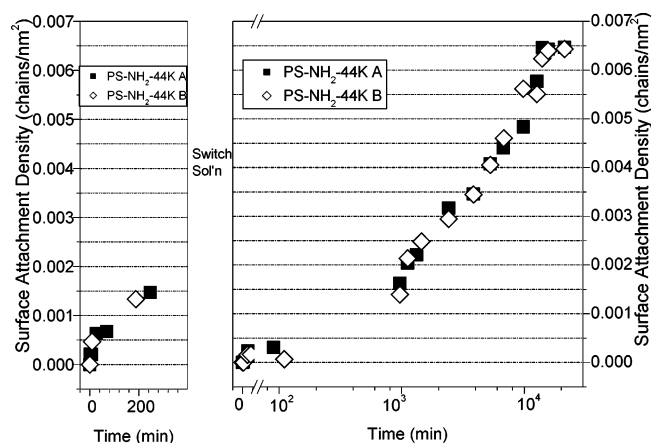 0.007
0.006
0.005
0.004
0.003
0.002
0.001
0.000
Surface Attachment Density (chains/nm²)
PS-NH₂-44K A
PS-NH₂-44K B
0 200
Time (min)
Switch
Sol'n
PS-NH₂-44K A
PS-NH₂-44K B
0 10² 10³ 10⁴
Time (min)
0.007
0.006
0.005
0.004
0.003
0.002
0.001
0.000
Surface Attachment Density (chains/nm²)